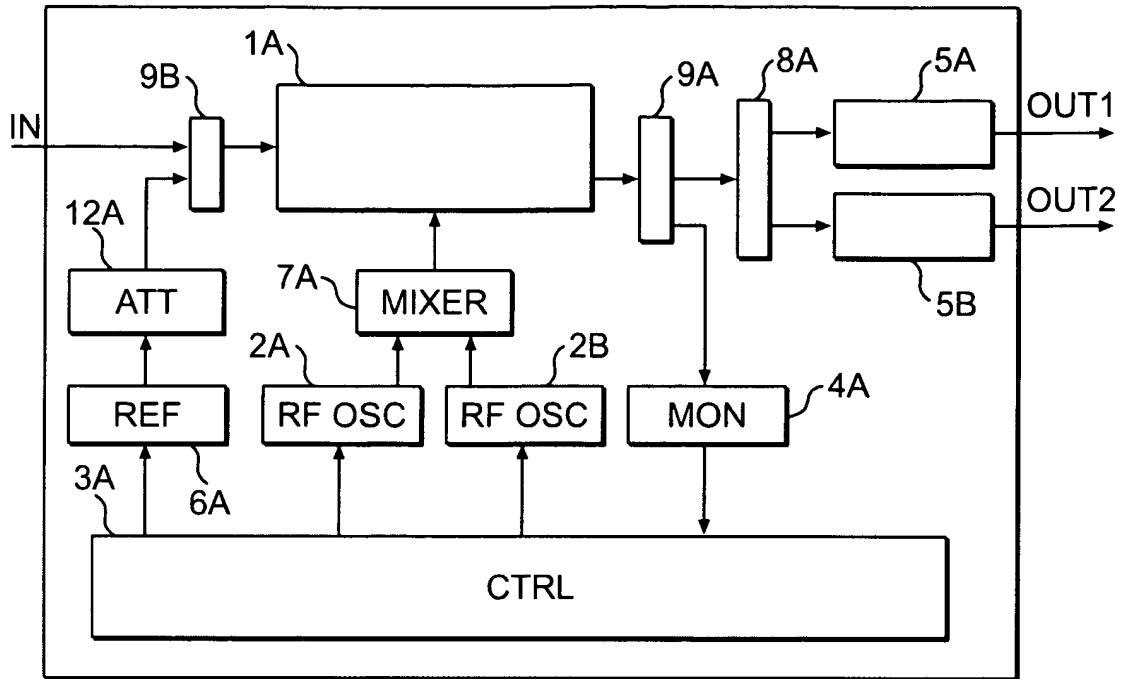 1A
9B
9A
8A
5A
IN
OUT1
12A
OUT2
7A
ATT
MIXER
5B
2A
2B
4A
REF
RF OSC
RF OSC
MON
3A
6A
CTRL